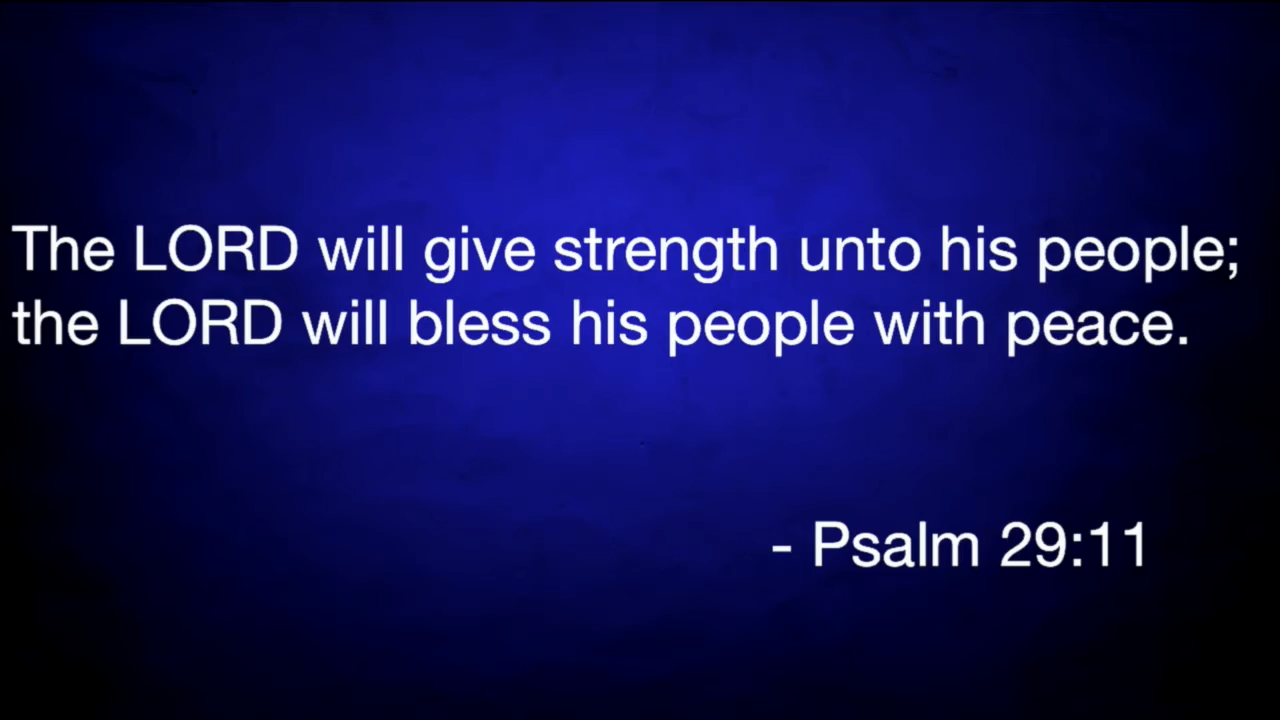 The LORD will give strength unto his people;
the LORD will bless his people with peace.
- Psalm 29:11